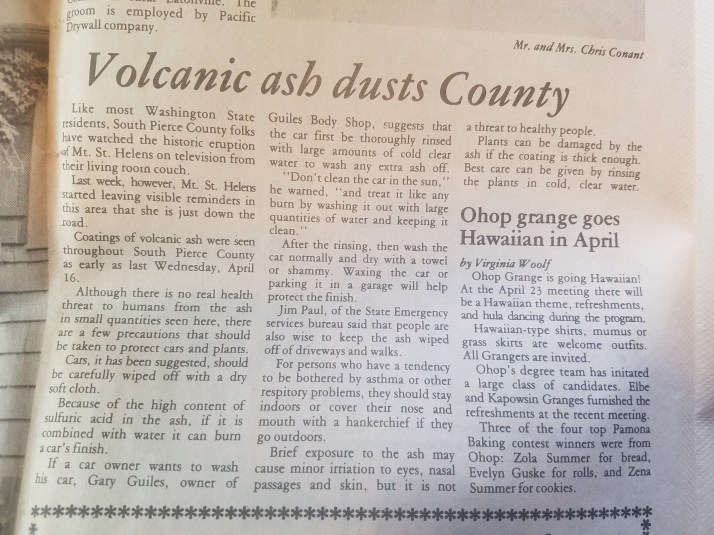 groom is employed by Pacific
Drywall company.
Mr. and Mrs. Chris Conant
Volcanic ash dusts County
Like most Washington State
residents, South Pierce County folks
have watched the historic eruption
of Mt. St. Helens on television from
their living room couch.
Last week, however, Mt. St. Helens
started leaving visible reminders in
this area that she is just down the
road.
Coatings of volcanic ash were seen
throughout South Pierce County
as early as last Wednesday, April
16.
Although there is no real health
threat to humans from the ash
in small quantities seen here, there
are a few precautions that should
be taken to protect cars and plants.
Cars, it has been suggested, should
be carefully wiped off with a dry
soft cloth.
Because of the high content of
sulfuric acid in the ash, if it is
combined with water it can burn
a car's finish.
If a car owner wants to wash
his car, Gary Guiles, owner of
Guiles Body Shop, suggests that
the car first be thoroughly rinsed
with large amounts of cold clear
water to wash any extra ash off.
"Don't clean the car in the sun,"
he warned, "and treat it like any
burn by washing it out with large
quantities of water and keeping it
clean."
After the rinsing, then wash the
car normally and dry with a towel
or shammy. Waxing the car or
parking it in a garage will help
protect the finish.
Jim Paul, of the State Emergency
services bureau said that people are
also wise to keep the ash wiped
off of driveways and walks.
For persons who have a tendency
to be bothered by asthma or other
respitory problems, they should stay
indoors or cover their nose and
mouth with a hankerchief if they
go outdoors.
Brief exposure to the ash may
cause minor irriation to eyes, nasal
passages and skin, but it is not
a threat to healthy people.
Plants can be damaged by the
ash if the coating is thick enough.
Best care can be given by rinsing
the plants in cold, clear water.
Ohop grange goes
Hawaiian in April
by Virginia Woolf
Ohop Grange is going Hawaiian!
At the April 23 meeting there will
be a Hawaiian theme, refreshments,
and hula dancing during the program.
Hawaiian-type shirts, mumus or
grass skirts are welcome outfits.
All Grangers are invited.
Ohop's degree team has initated
a large class of candidates. Elbe
and Kapowsin Granges furnished the
refreshments at the recent meeting.
Three of the four top Pamona
Baking contest winners were from
Ohop: Zola Summer for bread,
Evelyn Guske for rolls, and Zena
Summer for cookies.